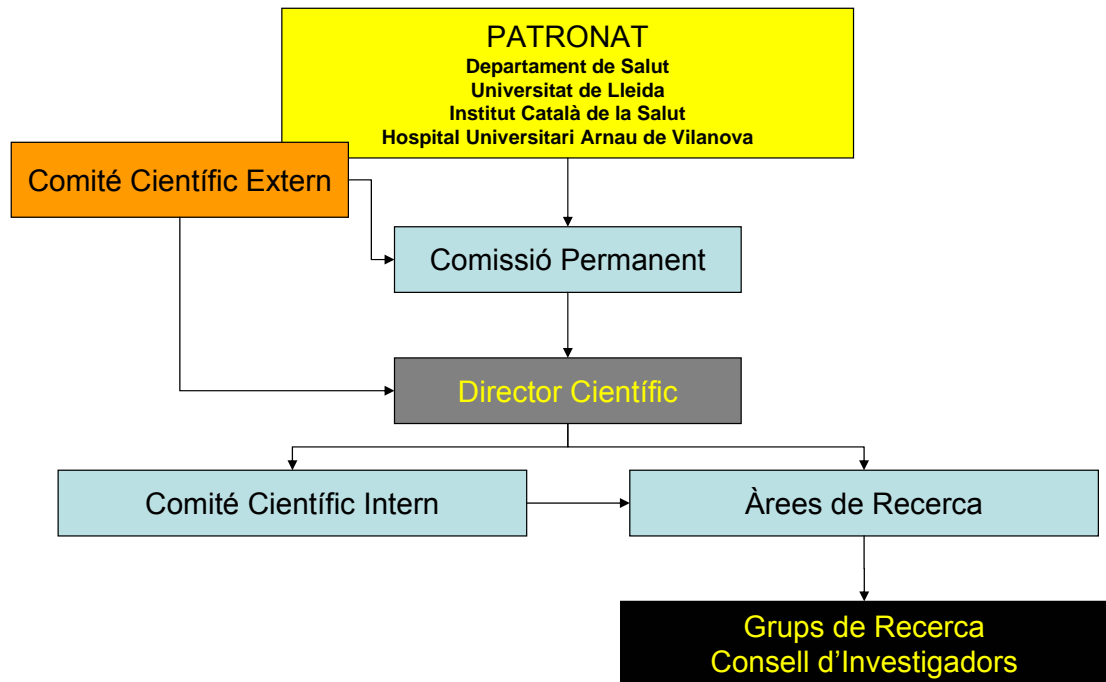 PATRONAT
Departament de Salut
Universitat de Lleida
Institut Català de la Salut
Hospital Universitari Arnau de Vilanova
Comité Científic Extern
Comissió Permanent
Director Científic
Comité Científic Intern
Àrees de Recerca
Grups de Recerca
Consell d'Investigadors